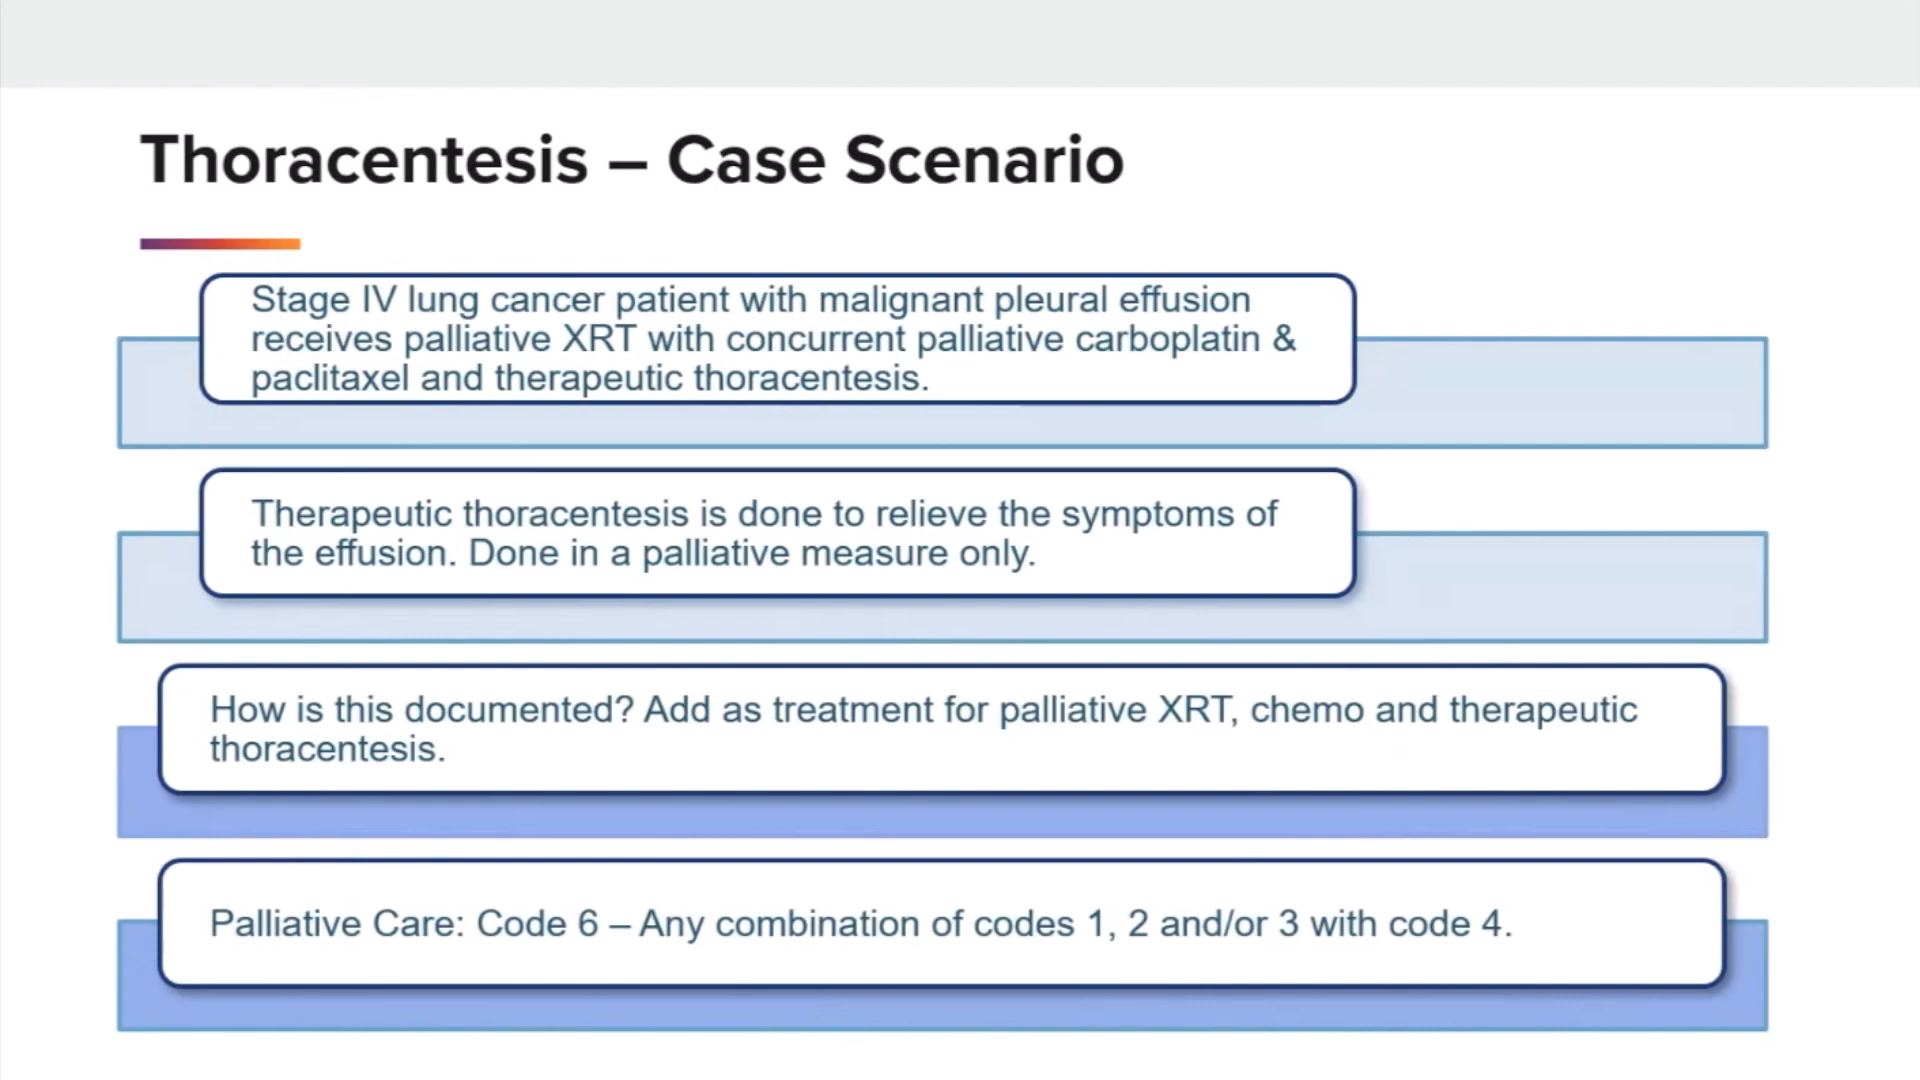 Thoracentesis – Case Scenario
Stage IV lung cancer patient with malignant pleural effusion
receives palliative XRT with concurrent palliative carboplatin &
paclitaxel and therapeutic thoracentesis.
Therapeutic thoracentesis is done to relieve the symptoms of
the effusion. Done in a palliative measure only.
How is this documented? Add as treatment for palliative XRT, chemo and therapeutic
thoracentesis.
Palliative Care: Code 6 – Any combination of codes 1, 2 and/or 3 with code 4.